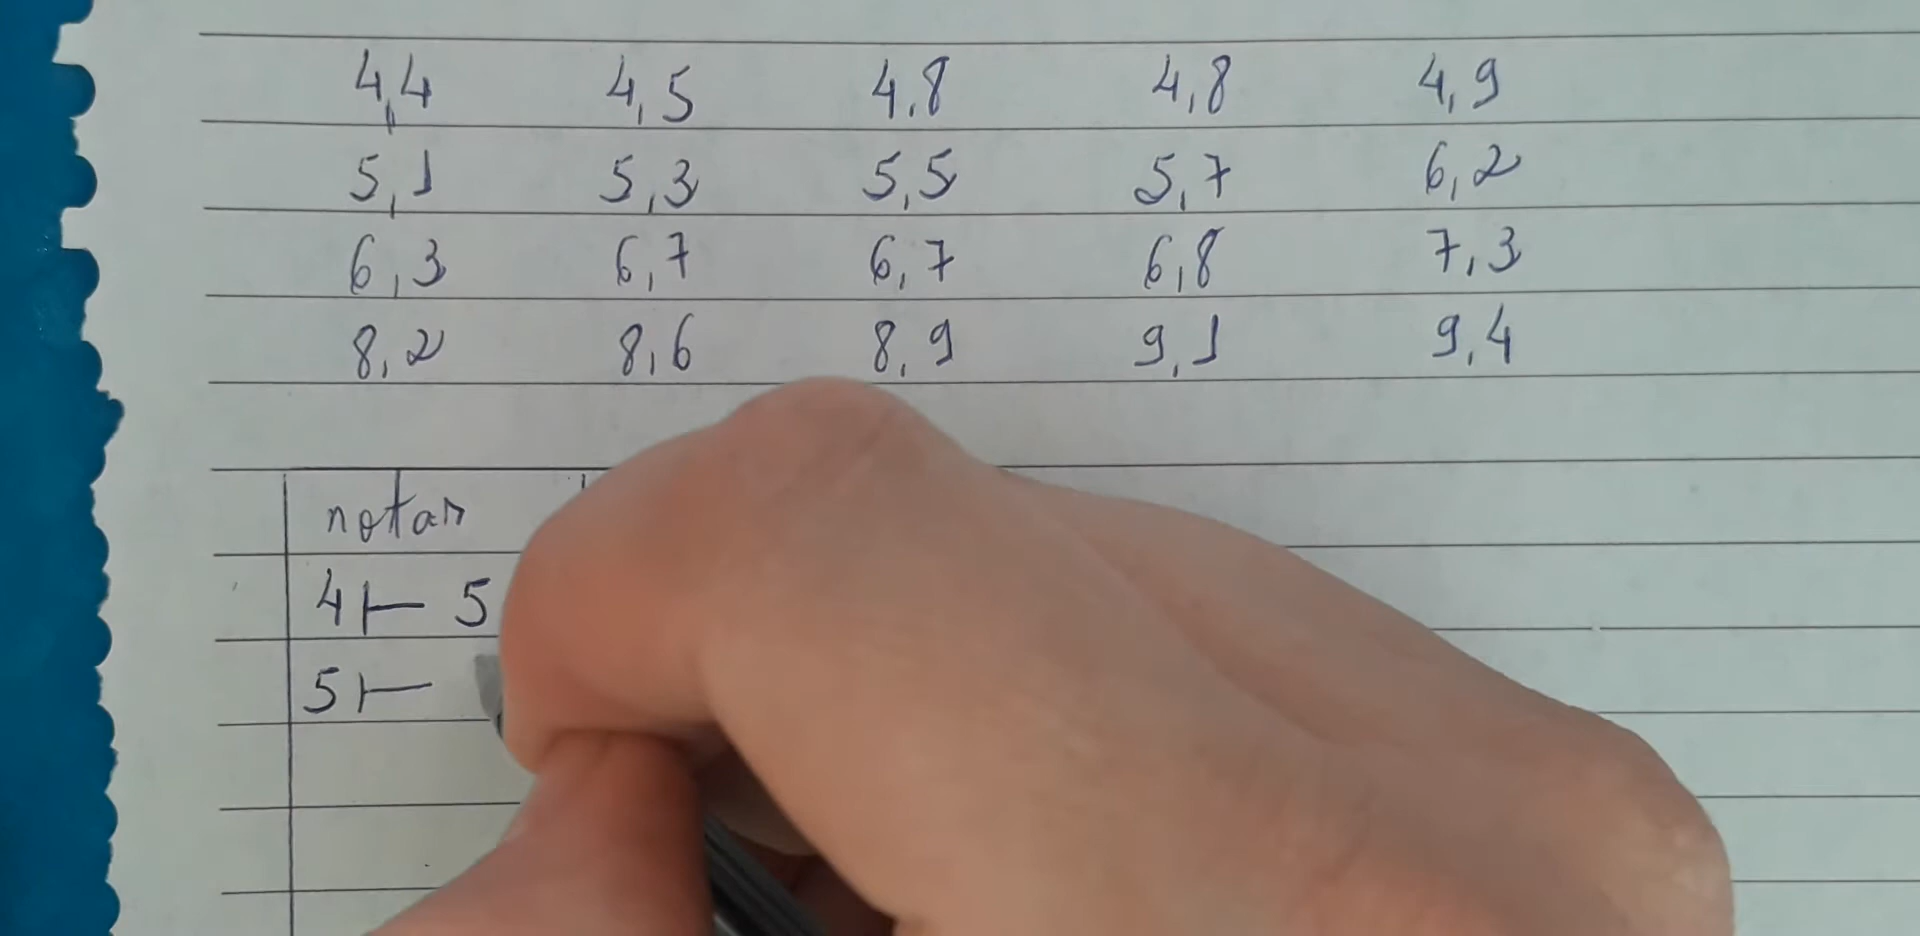 4,4 4,5 4,8 4,8 4,9
5,1 5,3 5,5 5,7 6,2
6,3 6,7 6,7 6,8 7,3
8,2 8,6 8,9 9,1 9,4
notas
4 ⊢ 5
5 ⊢